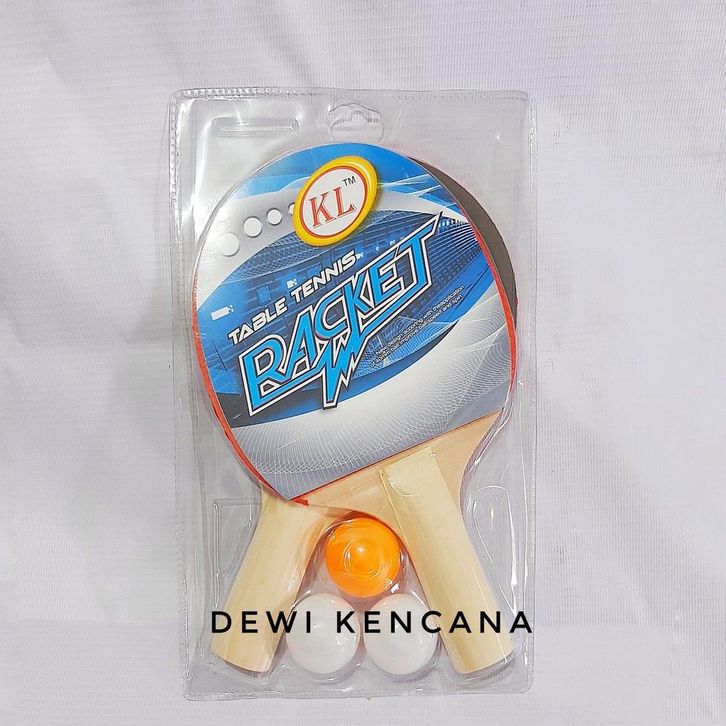 KL TM
TABLE TENNIS
RACKET
DEWI KENCANA